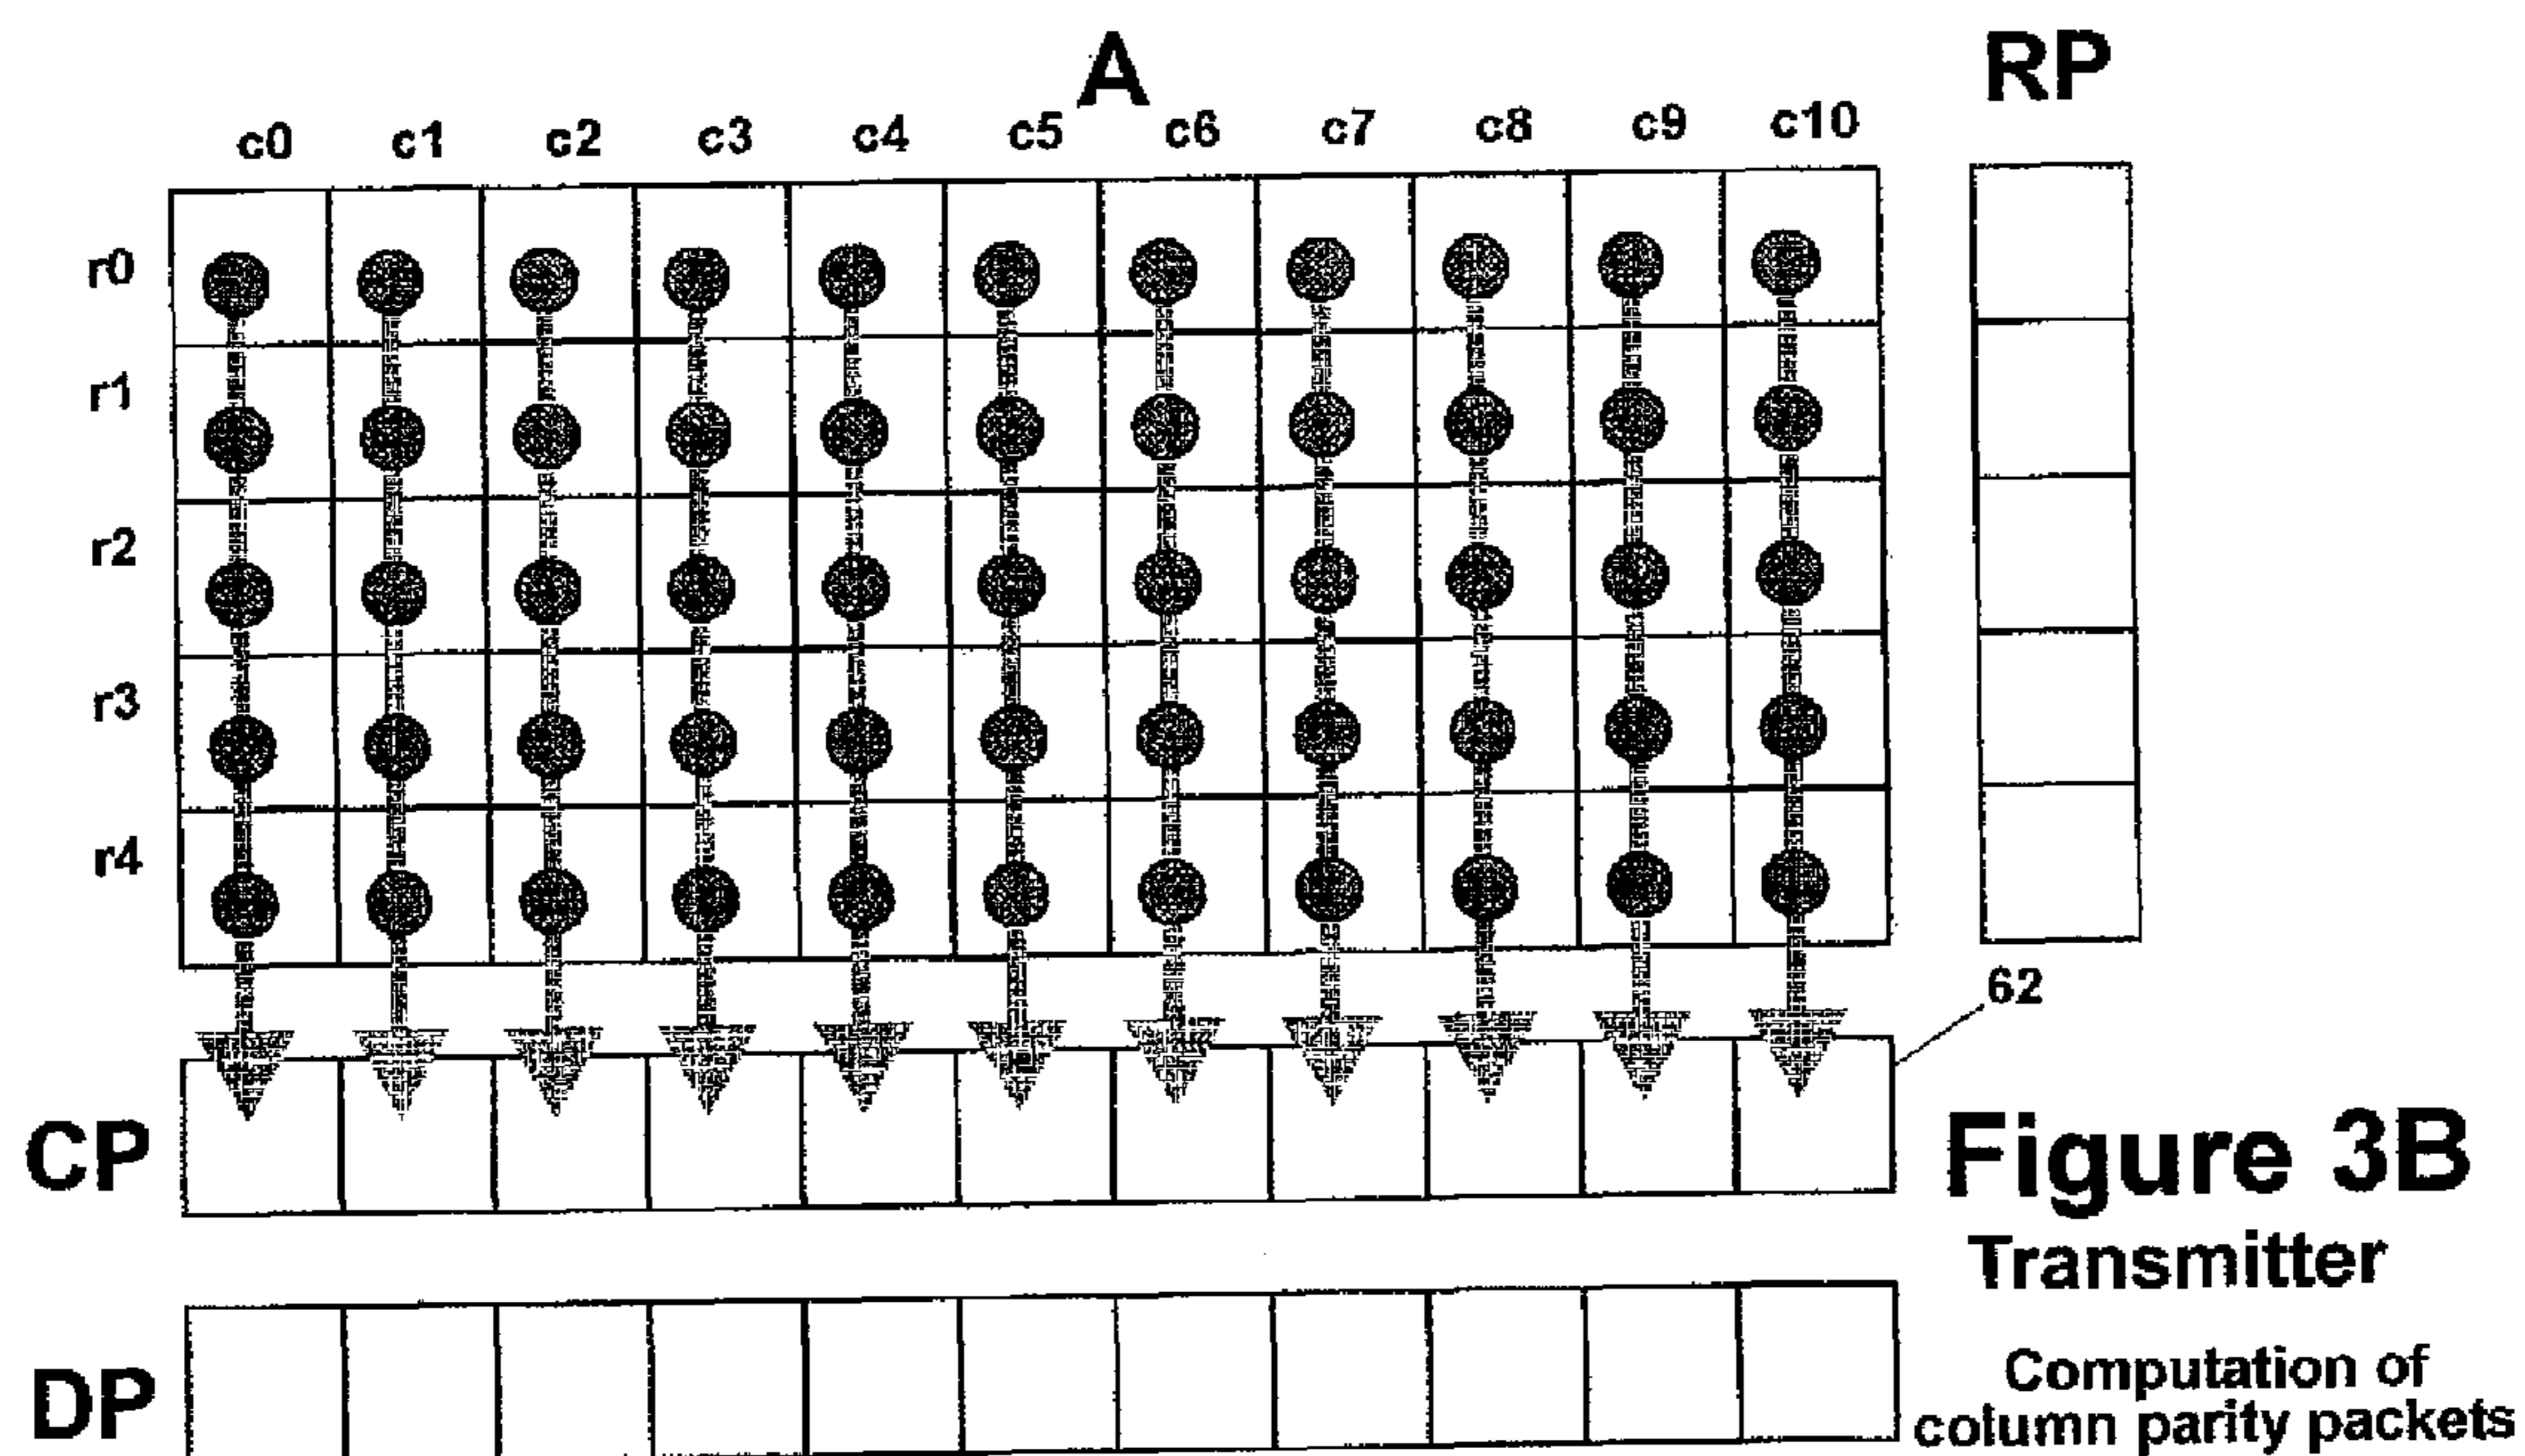 A
RP
c0 c1 c2 c3 c4 c5 c6 c7 c8 c9 c10
r0
r1
r2
r3
r4
62
CP
Figure 3B
Transmitter
DP
Computation of
column parity packets